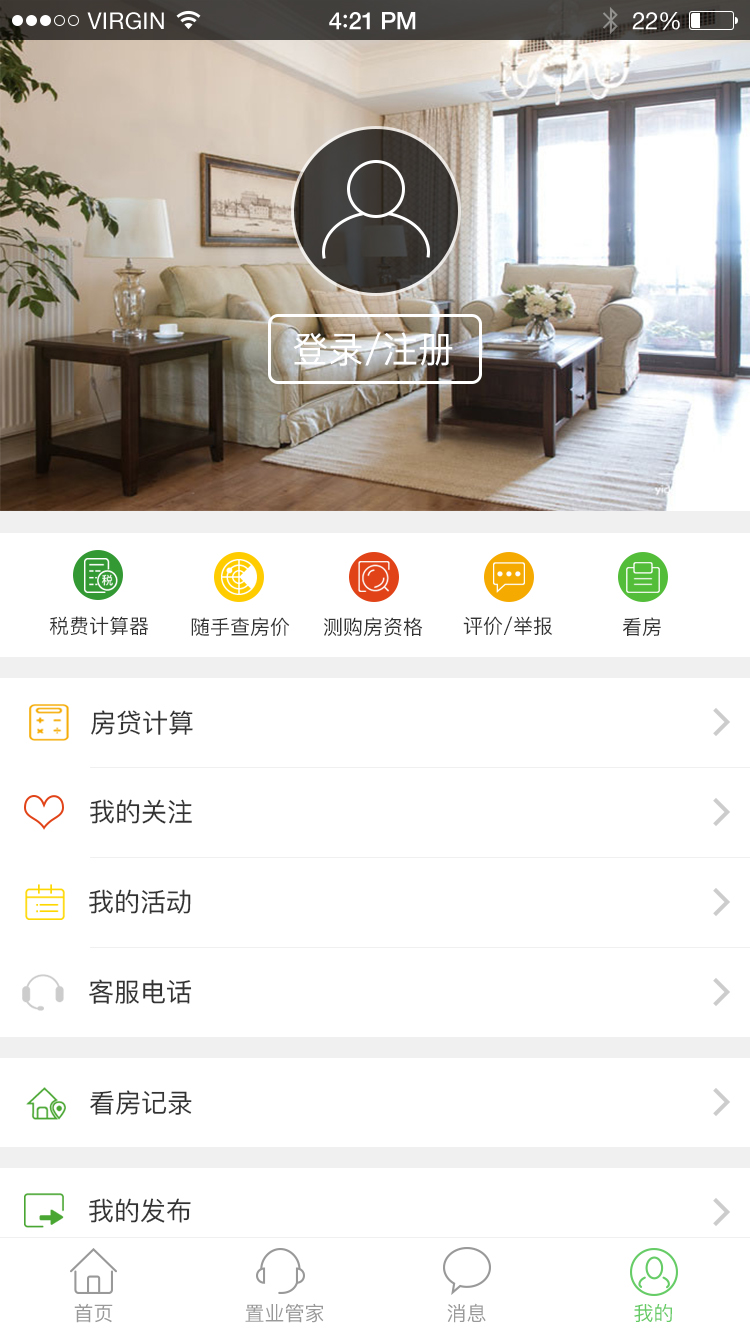 VIRGIN 4:21 PM 22%
登录/注册
税费计算器 随手查房价 测购房资格 评价/举报 看房
房贷计算
我的关注
我的活动
客服电话
看房记录
我的发布
首页 置业管家 消息 我的